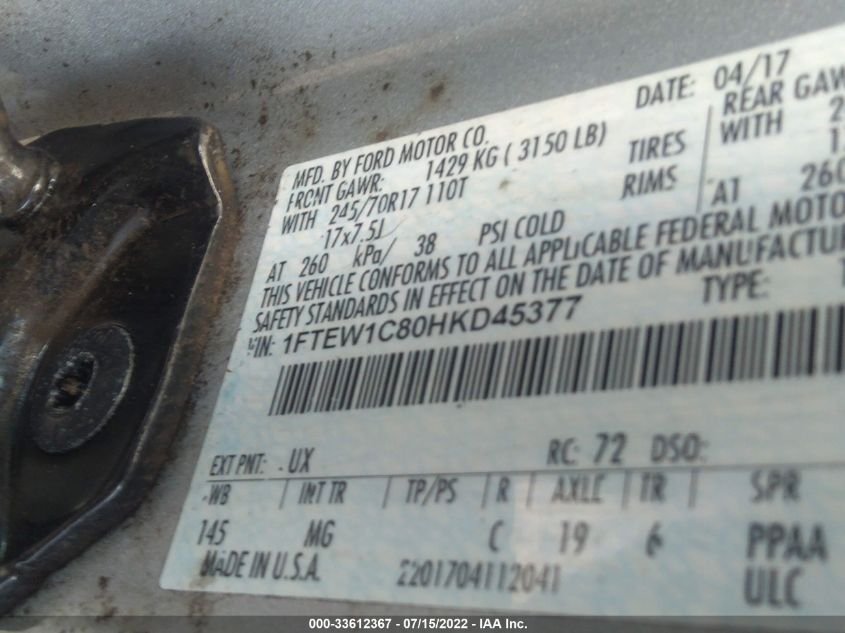 DATE: 04/17
MFD. BY FORD MOTOR CO. REAR GAW
FRONT GAWR: 1429 KG ( 3150 LB)
WITH 245/70R17 110T TIRES WITH
17x7.5J RIMS
AT 260 kPa/ 38 PSI COLD AT 260
THIS VEHICLE CONFORMS TO ALL APPLICABLE FEDERAL MOTO
SAFETY STANDARDS IN EFFECT ON THE DATE OF MANUFACTU
VIN: 1FTEW1C80HKD45377 TYPE:
EXT PNT: UX RC: 72 DSO:
WB INT TR TP/PS R AXLE TR SPR
145 MG C 19 6 PPAA
MADE IN U.S.A. 2201704112041 ULC
000-33612367 - 07/15/2022 - IAA Inc.